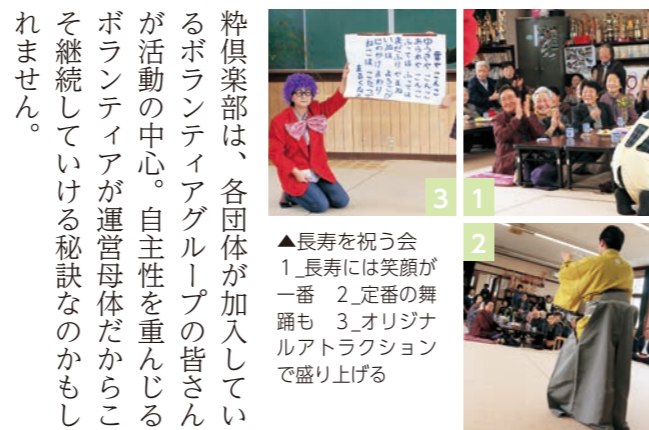 粋倶楽部は、各団体が加入してい
るボランティアグループの皆さん
が活動の中心。自主性を重んじる
ボランティアが運営母体だからこ
そ継続していける秘訣なのかもし
れません。
3
1
2
▲長寿を祝う会
1_長寿には笑顔が
一番　2_定番の舞
踊も　3_オリジナ
ルアトラクション
で盛り上げる
雪やこんこ